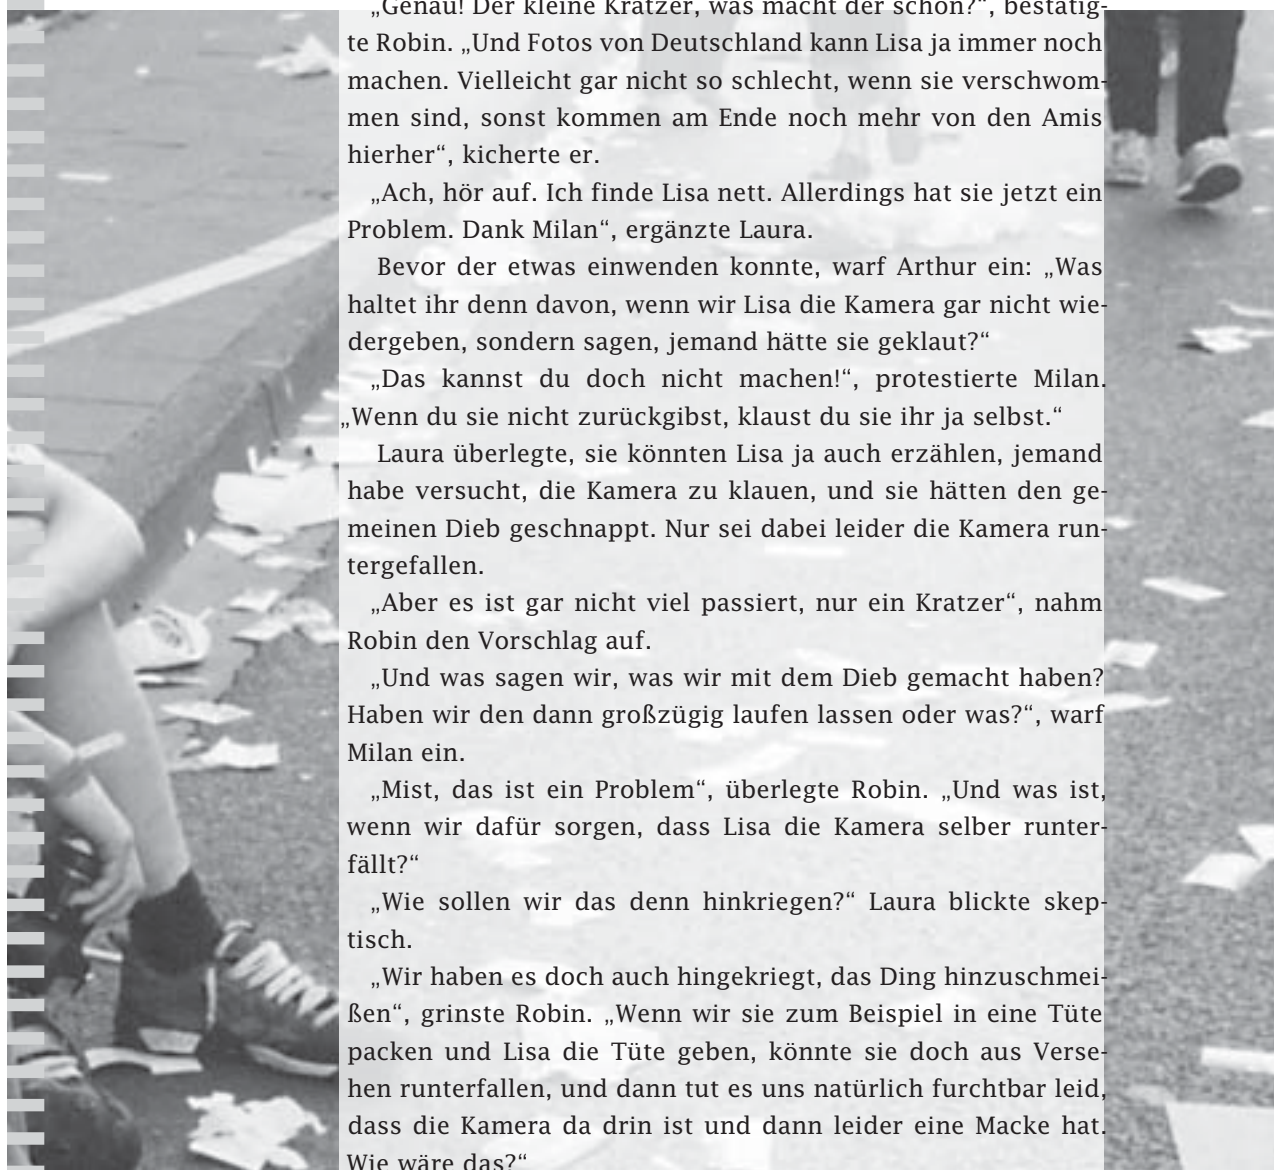 „Genau! Der kleine Kratzer, was macht der schon?“, bestätig-
te Robin. „Und Fotos von Deutschland kann Lisa ja immer noch
machen. Vielleicht gar nicht so schlecht, wenn sie verschwom-
men sind, sonst kommen am Ende noch mehr von den Amis
hierher“, kicherte er.
„Ach, hör auf. Ich finde Lisa nett. Allerdings hat sie jetzt ein
Problem. Dank Milan“, ergänzte Laura.
Bevor der etwas einwenden konnte, warf Arthur ein: „Was
haltet ihr denn davon, wenn wir Lisa die Kamera gar nicht wie-
dergeben, sondern sagen, jemand hätte sie geklaut?“
„Das kannst du doch nicht machen!“, protestierte Milan.
„Wenn du sie nicht zurückgibst, klaust du sie ihr ja selbst.“
Laura überlegte, sie könnten Lisa ja auch erzählen, jemand
habe versucht, die Kamera zu klauen, und sie hätten den ge-
meinen Dieb geschnappt. Nur sei dabei leider die Kamera run-
tergefallen.
„Aber es ist gar nicht viel passiert, nur ein Kratzer“, nahm
Robin den Vorschlag auf.
„Und was sagen wir, was wir mit dem Dieb gemacht haben?
Haben wir den dann großzügig laufen lassen oder was?“, warf
Milan ein.
„Mist, das ist ein Problem“, überlegte Robin. „Und was ist,
wenn wir dafür sorgen, dass Lisa die Kamera selber runter-
fällt?“
„Wie sollen wir das denn hinkriegen?“ Laura blickte skep-
tisch.
„Wir haben es doch auch hingekriegt, das Ding hinzuschmei-
ßen“, grinste Robin. „Wenn wir sie zum Beispiel in eine Tüte
packen und Lisa die Tüte geben, könnte sie doch aus Verse-
hen runterfallen, und dann tut es uns natürlich furchtbar leid,
dass die Kamera da drin ist und dann leider eine Macke hat.
Wie wäre das?“